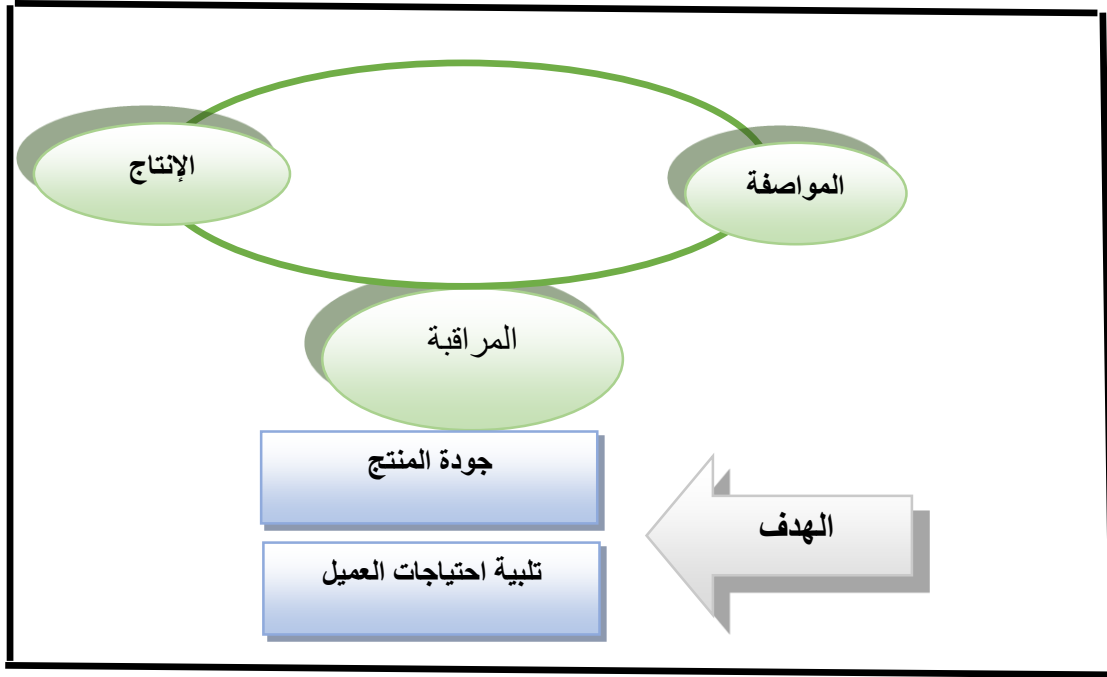 المواصفة
الإنتاج
المراقبة
جودة المنتج
الهدف
تلبية احتياجات العميل